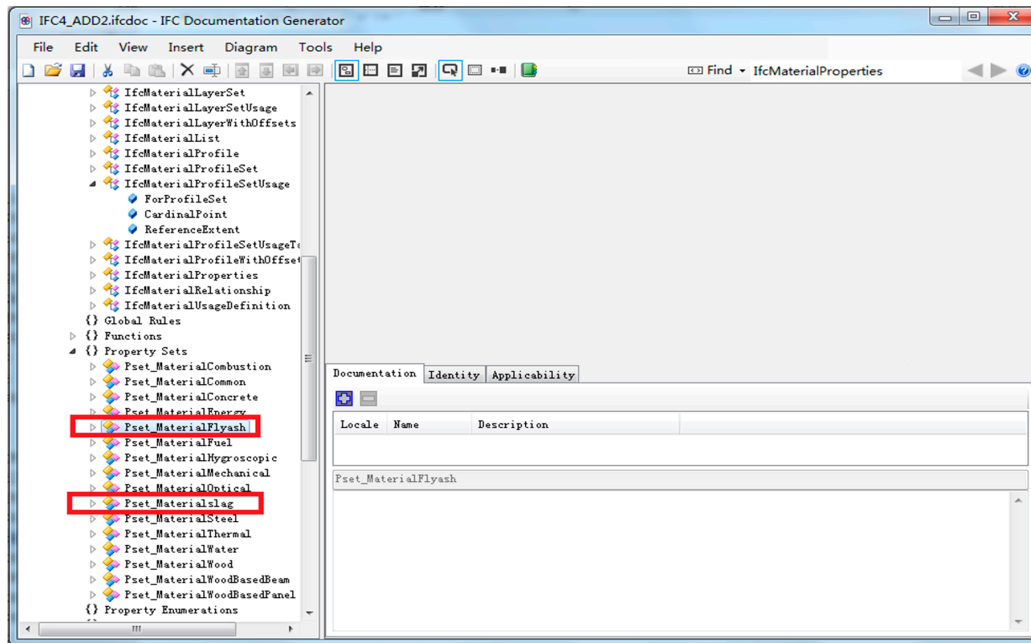 IFC4_ADD2.ifcdoc - IFC Documentation Generator
File Edit View Insert Diagram Tools Help
Find IfcMaterialProperties
IfcMaterialLayerSet
IfcMaterialLayerSetUsage
IfcMaterialLayerWithOffsets
IfcMaterialList
IfcMaterialProfile
IfcMaterialProfileSet
IfcMaterialProfileSetUsage
ForProfileSet
CardinalPoint
ReferenceExtent
IfcMaterialProfileSetUsageT
IfcMaterialProfileWithOffset
IfcMaterialProperties
IfcMaterialRelationship
IfcMaterialUsageDefinition
{} Global Rules
{} Functions
{} Property Sets
Pset_MaterialCombustion
Pset_MaterialCommon
Pset_MaterialConcrete
Pset_MaterialEnergy
Pset_MaterialFlyash
Pset_MaterialFuel
Pset_MaterialHygroscopic
Pset_MaterialMechanical
Pset_MaterialOptical
Pset_Materialslag
Pset_MaterialSteel
Pset_MaterialThermal
Pset_MaterialWater
Pset_MaterialWood
Pset_MaterialWoodBasedBeam
Pset_MaterialWoodBasedPanel
{} Property Enumerations
Documentation Identity Applicability
Locale Name Description
Pset_MaterialFlyash